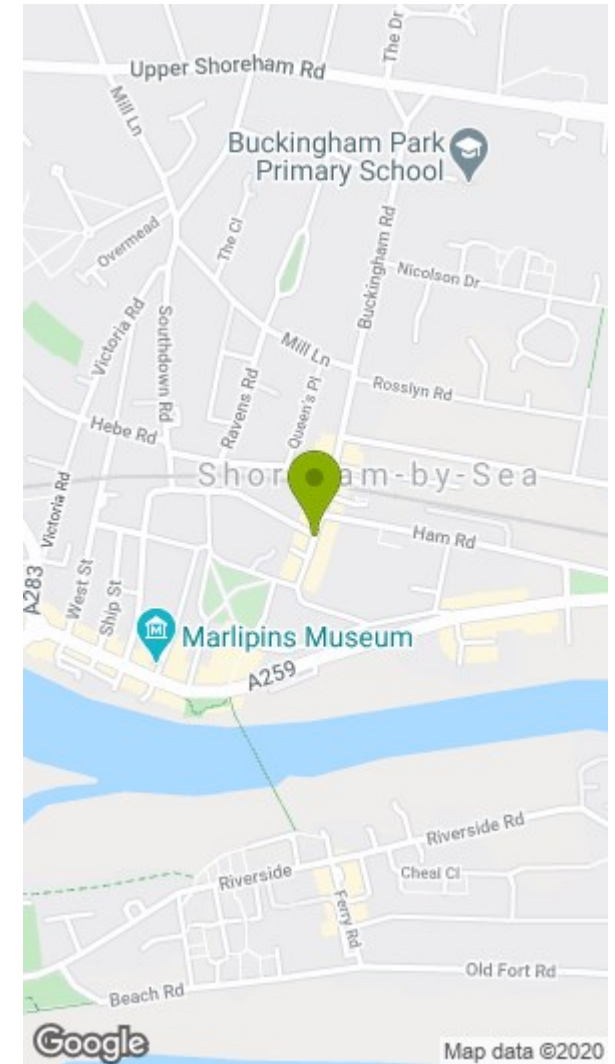 The Dr
Upper Shoreham Rd
Mill Ln
Buckingham Park
Primary School
Overmead
The Cl
Buckingham Rd
Nicolson Dr
Victoria Rd
Southdown Rd
Mill Ln
Ravens Rd
Queen's Pl
Rosslyn Rd
Hebe Rd
Victoria Rd
Ham Rd
A283
West St
Ship St
Marlipins Museum
A259
Riverside Rd
Riverside
Cheal Cl
Ferry Rd
Old Fort Rd
Beach Rd
Google
Map data ©2020